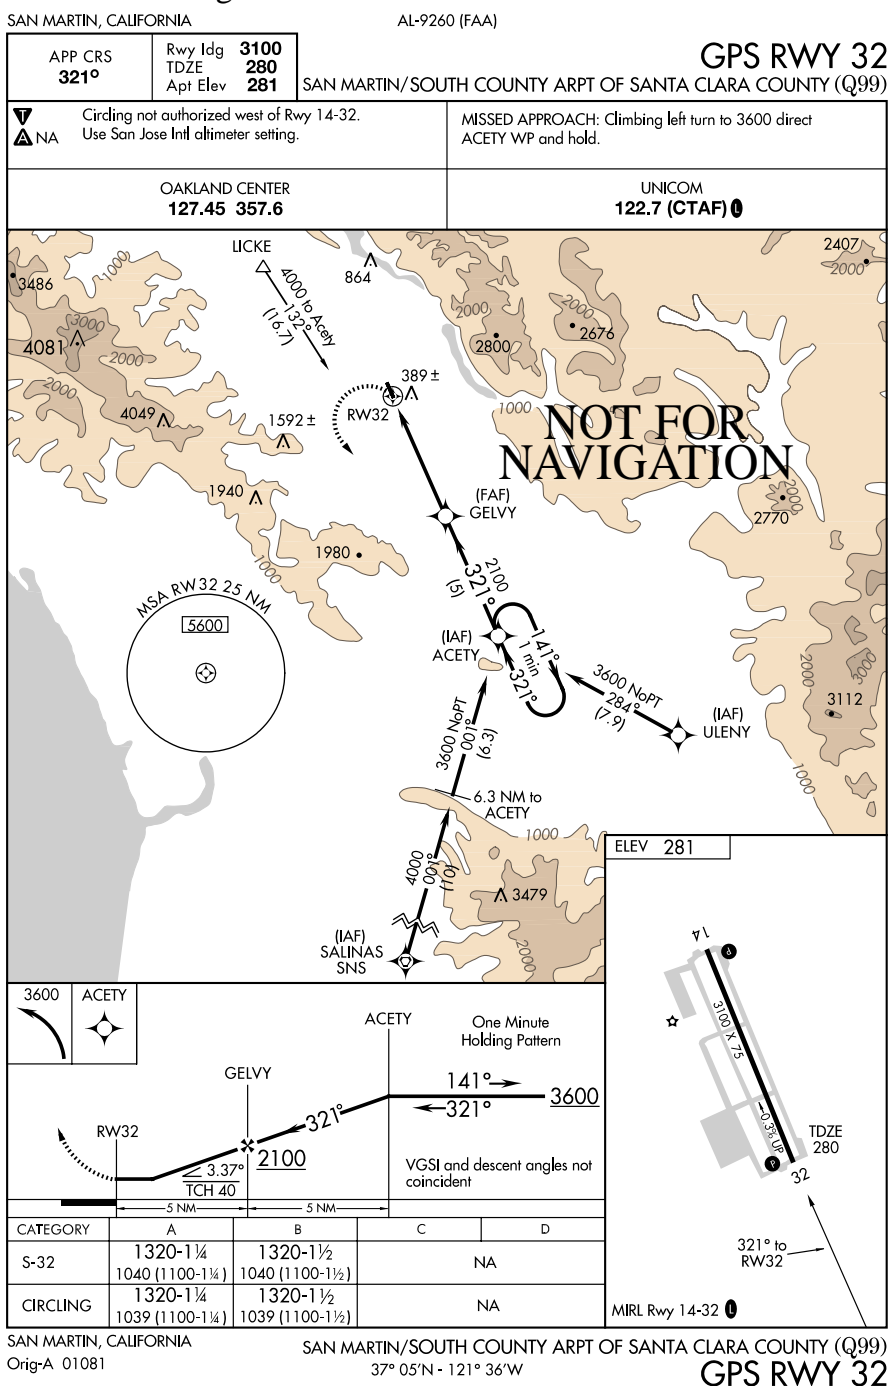 SAN MARTIN, CALIFORNIA
AL-9260 (FAA)
APP CRS
321°
Rwy ldg 3100
TDZE 280
Apt Elev 281
GPS RWY 32
SAN MARTIN/SOUTH COUNTY ARPT OF SANTA CLARA COUNTY (Q99)
T
A NA
Circling not authorized west of Rwy 14-32.
Use San Jose Intl altimeter setting.
MISSED APPROACH: Climbing left turn to 3600 direct
ACETY WP and hold.
OAKLAND CENTER
127.45 357.6
UNICOM
122.7 (CTAF) L
LICKE
4000 to Acety
132°
(16.7)
864
3486
1000
3000
4081
2000
2000
4049
1592 ±
1940
1980
1000
389 ±
RW32
2407
2000
2000
2800
2000
2676
1000
NOT FOR
NAVIGATION
2000
2770
(FAF)
GELVY
2100
321°
(5)
MSA RW32 25 NM
5600
(IAF)
ACETY
141°
1 min
321°
3600 NoPT
284°
(7.9)
(IAF)
ULENY
2000
3000
3112
1000
3600 NoPT
001°
(6.3)
6.3 NM to
ACETY
1000
4000
001°
(10)
3479
2000
(IAF)
SALINAS
SNS
ELEV 281
14
P
3100 X 75
0.3% UP
P
32
TDZE
280
321° to
RW32
MIRL Rwy 14-32 L
3600
ACETY
ACETY
One Minute
Holding Pattern
GELVY
141°
321°
3600
321°
RW32
2100
3.37°
TCH 40
VGSI and descent angles not
coincident
5 NM
5 NM
CATEGORY A B C D
S-32 1320-1¼ 1320-1½ NA
1040 (1100-1¼) 1040 (1100-1½)
CIRCLING 1320-1¼ 1320-1½ NA
1039 (1100-1¼) 1039 (1100-1½)
SAN MARTIN, CALIFORNIA
Orig-A 01081
SAN MARTIN/SOUTH COUNTY ARPT OF SANTA CLARA COUNTY (Q99)
37° 05'N - 121° 36'W
GPS RWY 32